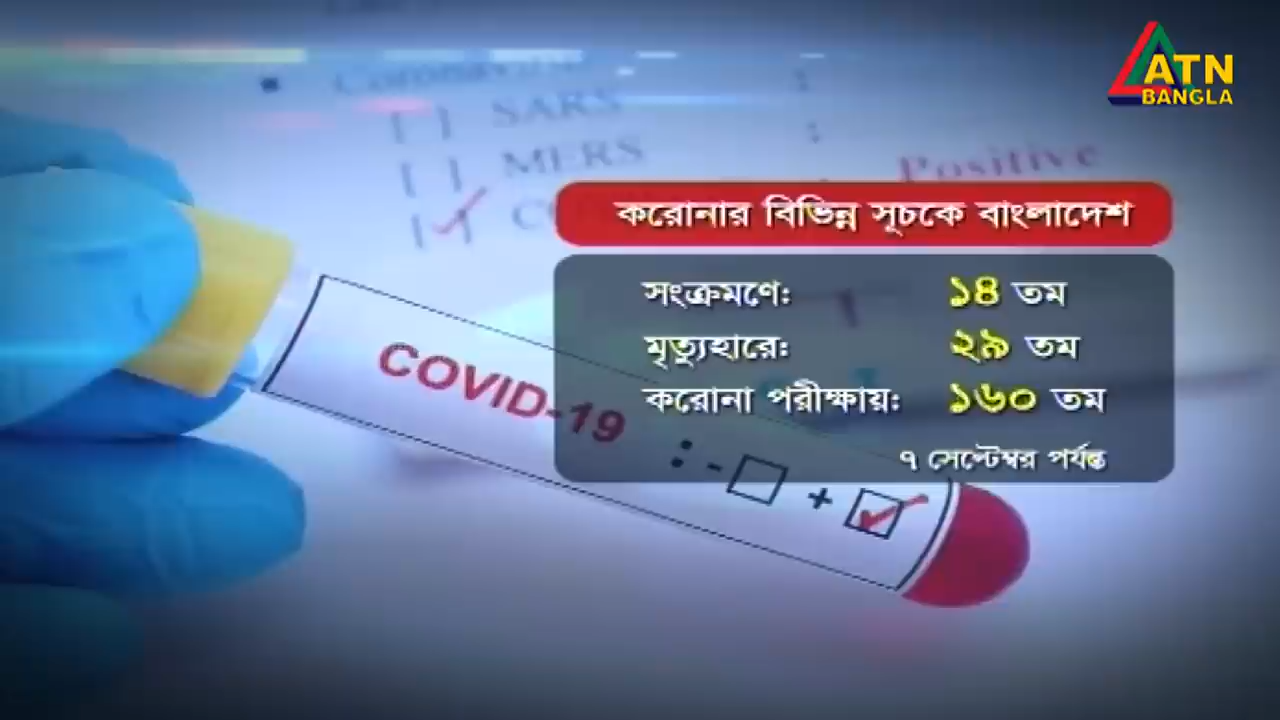 ATN
BANGLA
SARS
[ ] MERS
Positive
করোনার বিভিন্ন সূচকে বাংলাদেশ
সংক্রমণে: ১৪ তম
মৃত্যুহারে: ২৯ তম
করোনা পরীক্ষায়: ১৬০ তম
৭ সেপ্টেম্বর পর্যন্ত
COVID-19 : - +